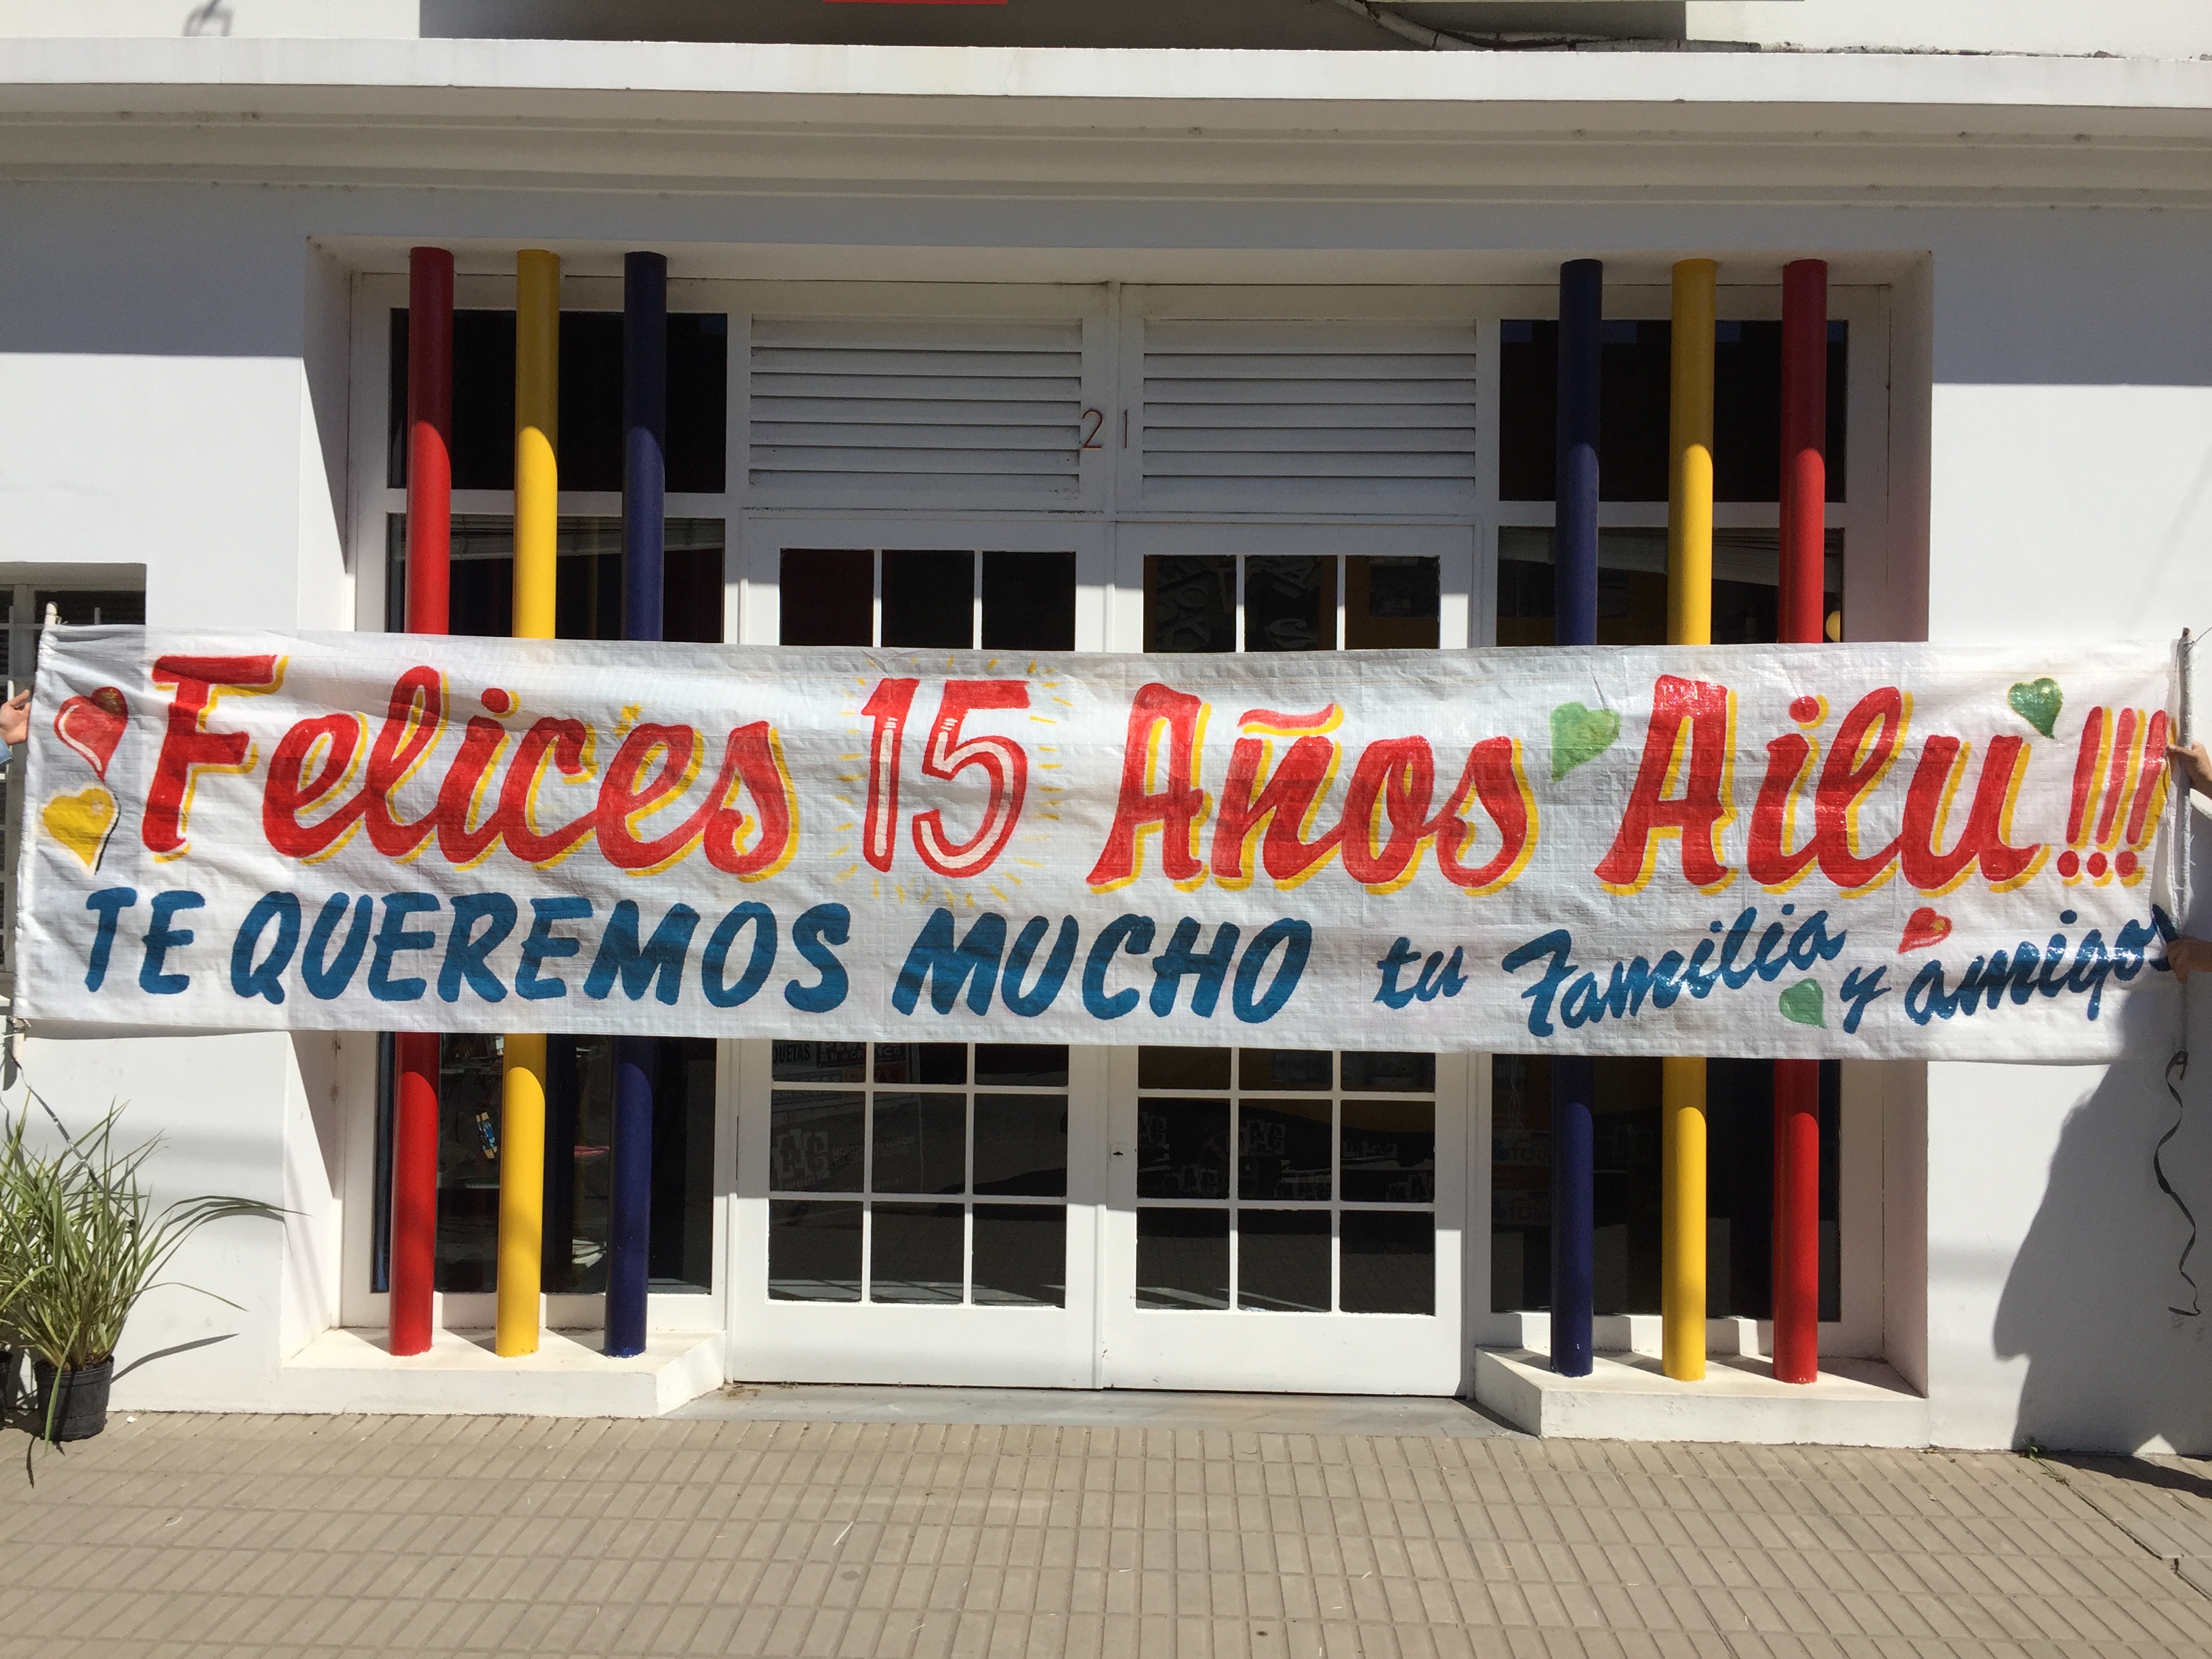 21
Felices 15 Años Ailu!!!
TE QUEREMOS MUCHO tu Familia y amigos